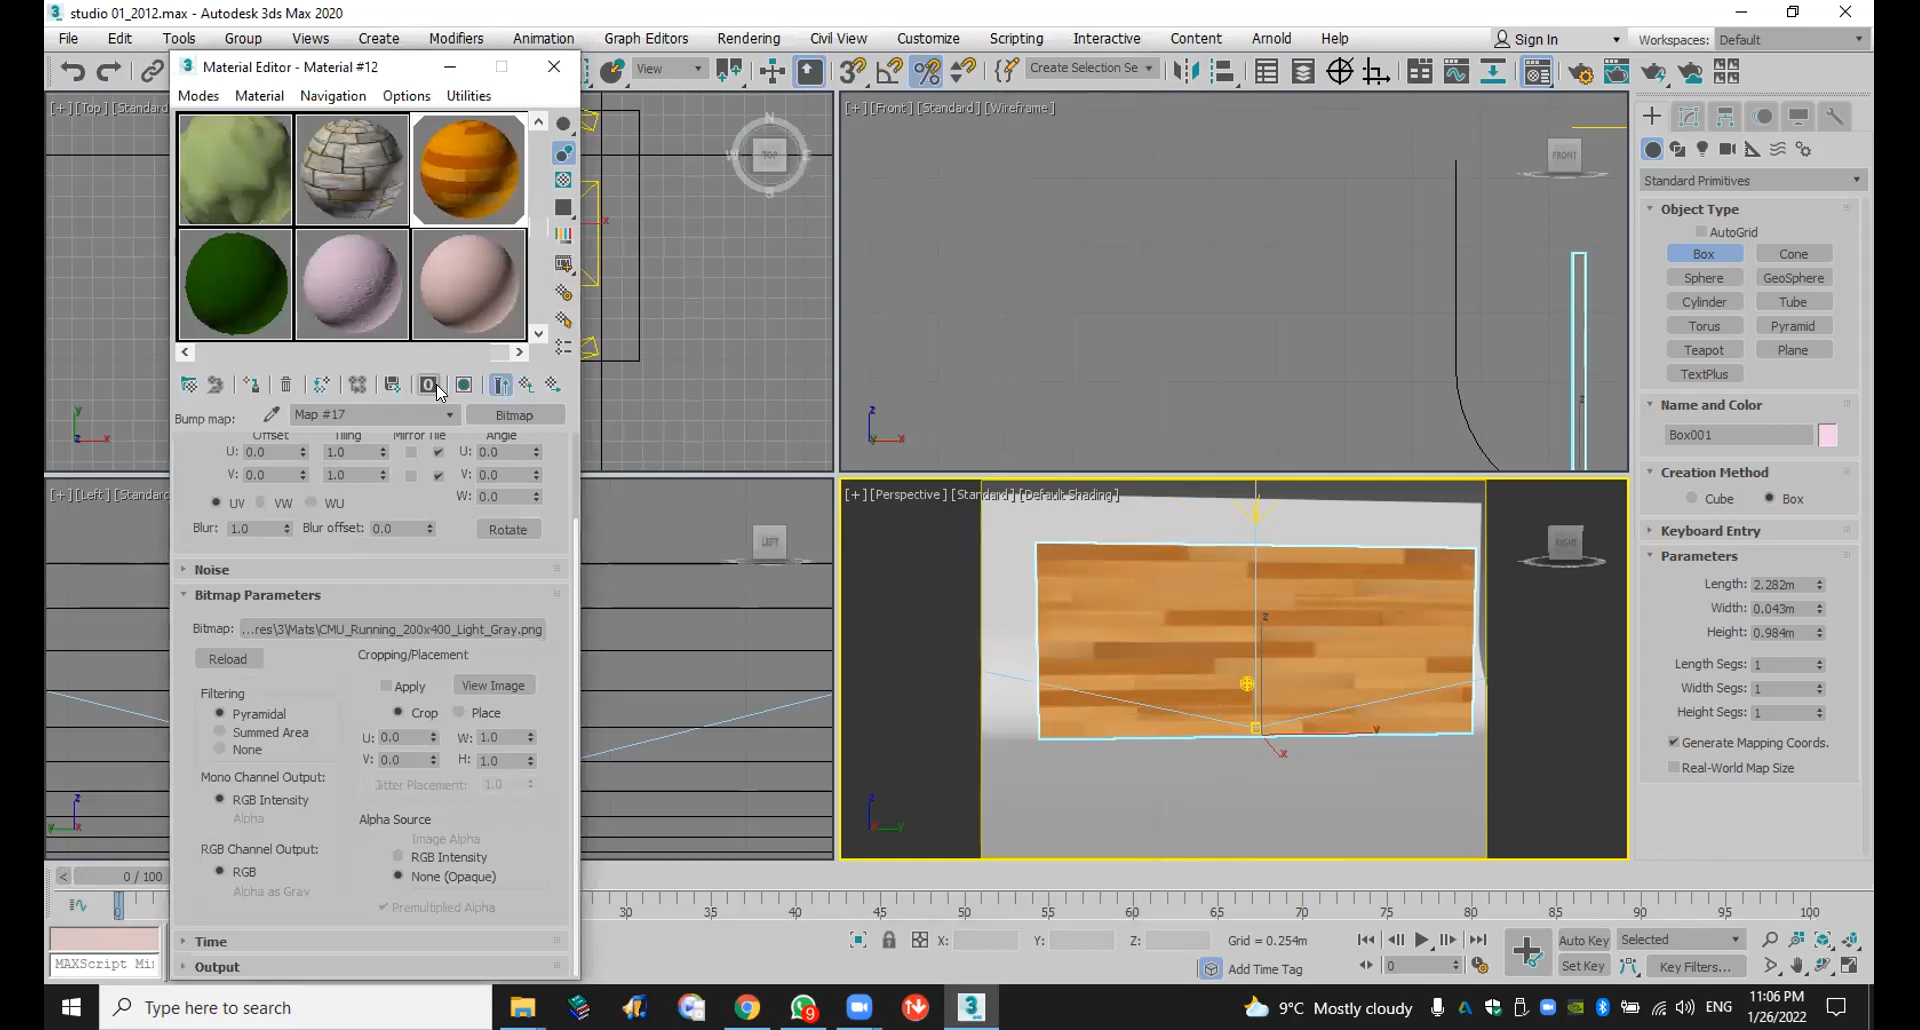 studio 01_2012.max - Autodesk 3ds Max 2020
File Edit Tools Group Views Create Modifiers Animation Graph Editors Rendering Civil View Customize Scripting Interactive Content Arnold Help Sign In Workspaces: Default
Material Editor - Material #12
View
Create Selection Se
Modes Material Navigation Options Utilities
[+] [Top] [Standard
TOP
[+] [Front] [Standard] [Wireframe]
FRONT
Standard Primitives
Object Type
AutoGrid
Box Cone
Sphere GeoSphere
Cylinder Tube
Torus Pyramid
Teapot Plane
TextPlus
Name and Color
Box001
Creation Method
Cube Box
Keyboard Entry
Parameters
Length: 2.282m
Width: 0.043m
Height: 0.984m
Length Segs: 1
Width Segs: 1
Height Segs: 1
Generate Mapping Coords.
Real-World Map Size
Bump map: Map #17 Bitmap
Offset Tiling Mirror Tile Angle
U: 0.0 1.0 U: 0.0
V: 0.0 1.0 V: 0.0
UV VW WU W: 0.0
Blur: 1.0 Blur offset: 0.0 Rotate
Noise
Bitmap Parameters
Bitmap: ...res\3\Mats\CMU_Running_200x400_Light_Gray.png
Reload
Cropping/Placement
Apply View Image
Filtering
Pyramidal
Summed Area
None
Crop Place
U: 0.0 W: 1.0
V: 0.0 H: 1.0
Jitter Placement: 1.0
Mono Channel Output:
RGB Intensity
Alpha
Alpha Source
Image Alpha
RGB Intensity
None (Opaque)
RGB Channel Output:
RGB
Alpha as Gray
Premultiplied Alpha
Time
Output
[+] [Left] [Standard
LEFT
[+] [Perspective] [Standard] [Default Shading]
RIGHT
0 / 100
0 30 35 40 45 50 55 60 65 70 75 80 85 90 95 100
MAXScript Mi
X: Y: Z: Grid = 0.254m
Add Time Tag
Auto Key Selected
Set Key Key Filters...
0
Type here to search
9
9°C Mostly cloudy
ENG
11:06 PM
1/26/2022